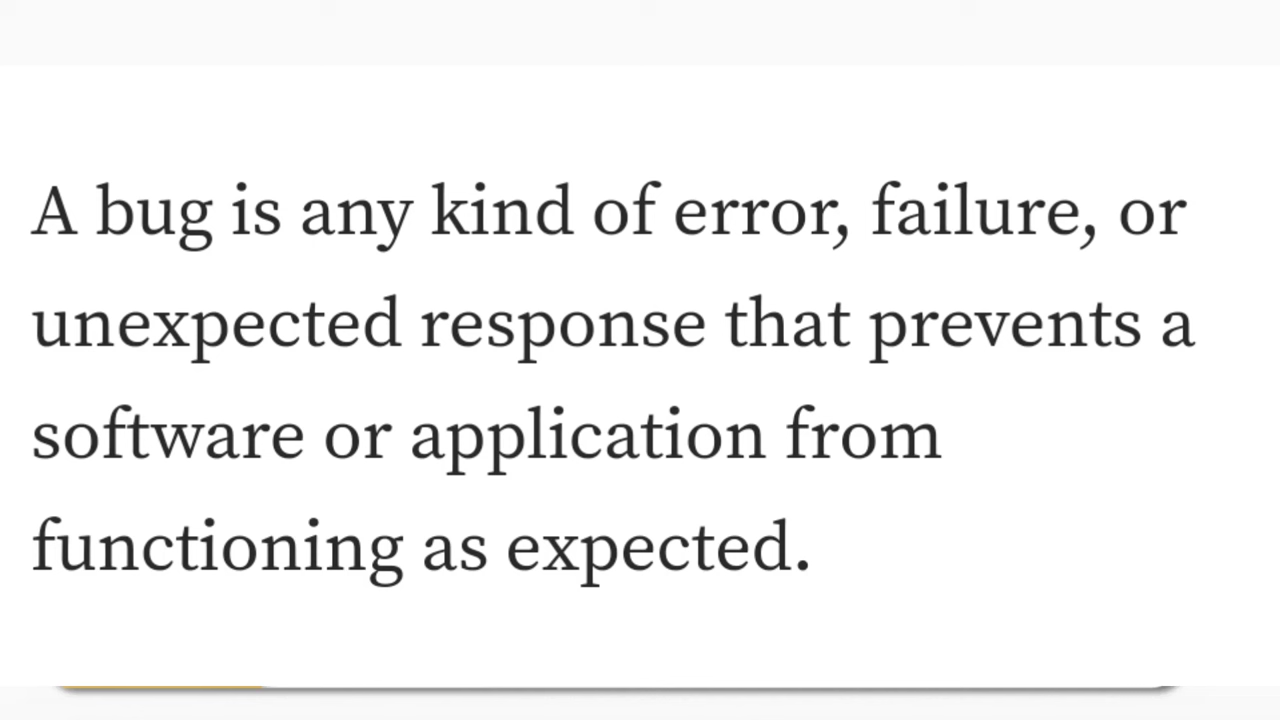 A bug is any kind of error, failure, or
unexpected response that prevents a
software or application from
functioning as expected.